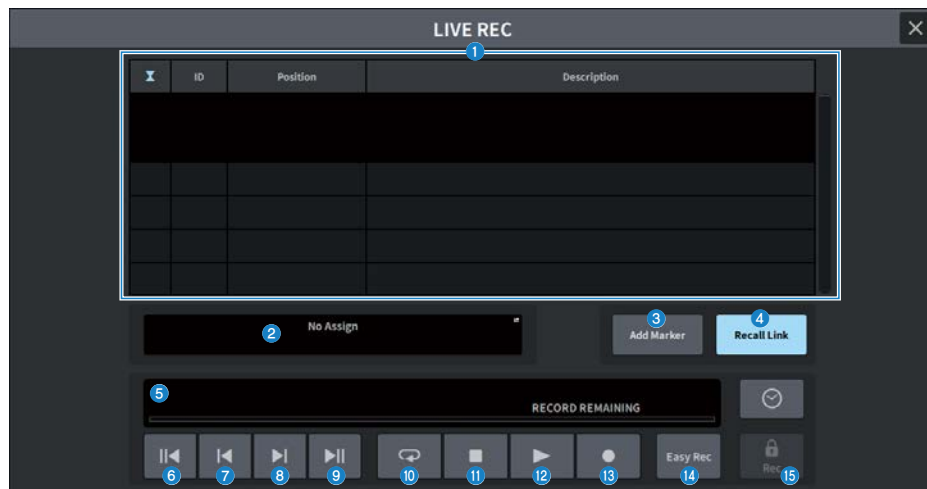 LIVE REC
1
ID Position Description
2 No Assign
3 Add Marker
4 Recall Link
5
RECORD REMAINING
6 7 8 9 10 11 12 13
Easy Rec 14
Rec 15